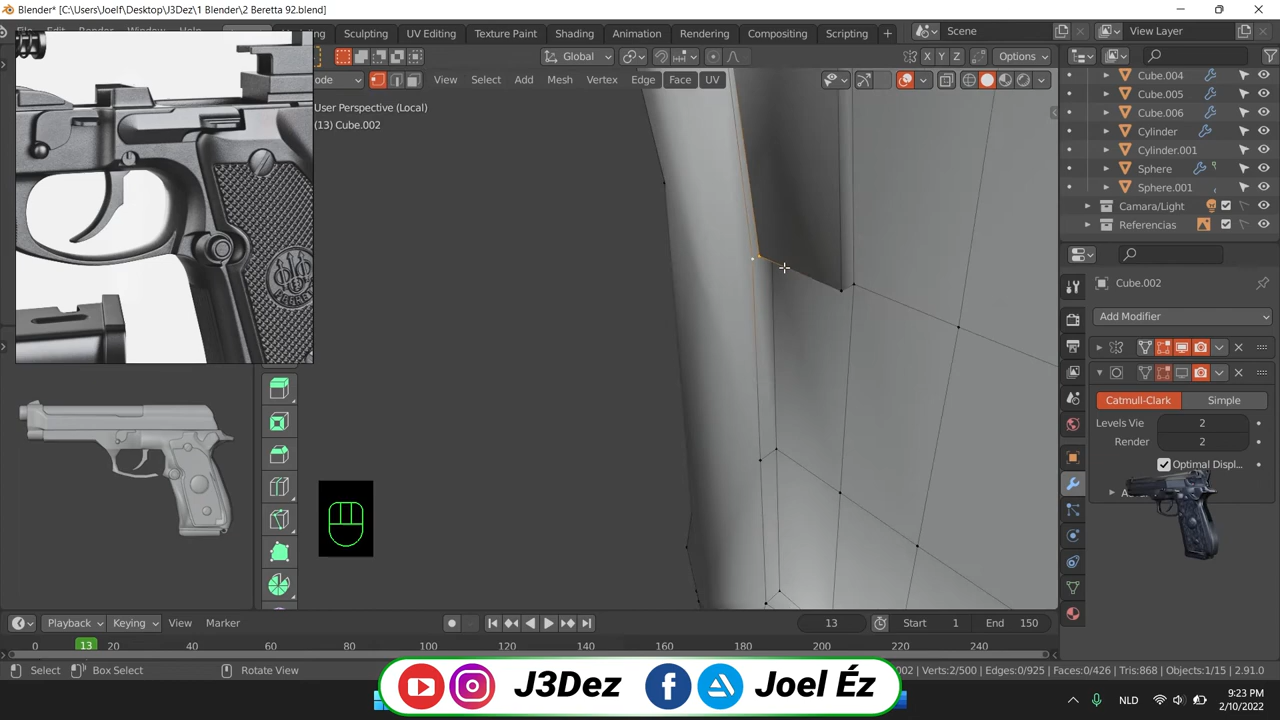 Blender* [C:\Users\Joelf\Desktop\J3Dez\1 Blender\2 Beretta 92.blend]
Sculpting UV Editing Texture Paint Shading Animation Rendering Compositing Scripting + Scene View Layer
Global X Y Z Options
ode View Select Add Mesh Vertex Edge Face UV
User Perspective (Local)
(13) Cube.002
Cube.004
Cube.005
Cube.006
Cylinder
Cylinder.001
Sphere
Sphere.001
Camara/Light
Referencias
Cube.002
Add Modifier
Catmull-Clark Simple
Levels Vie 2
Render 2
Optimal Displ...
Playback Keying View Marker 13 Start 1 End 150
0 13 20 40 60 80 100 120 140 160 180 200 220 240
Select Box Select Rotate View 002 | Verts:2/500 | Edges:0/925 | Faces:0/426 | Tris:868 | Objects:1/15 | 2.91.0
J3Dez Joel Éz
NLD 9:23 PM
2/10/2022